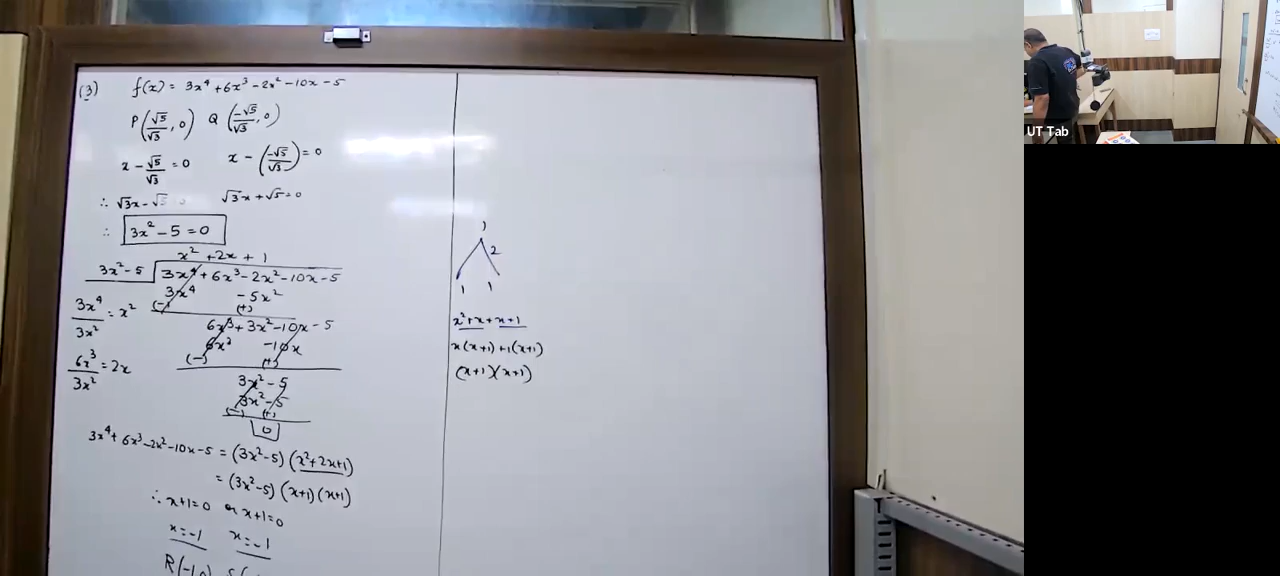 (3) f(x) = 3x⁴ + 6x³ - 2x² - 10x - 5
P(√5/√3, 0) Q(-√5/√3, 0)
x - √5/√3 = 0 x - (-√5/√3) = 0
∴ √3x - √5 √3x + √5 = 0
∴ 3x² - 5 = 0
x² + 2x + 1
3x² - 5 3x⁴ + 6x³ - 2x² - 10x - 5
3x⁴ - 5x²
(-) (+)
3x⁴/3x² = x²
6x³ + 3x² - 10x - 5
6x³ - 10x
(-) (+)
6x³/3x² = 2x
3x² - 5
3x² - 5
(-) (+)
0
3x⁴ + 6x³ - 2x² - 10x - 5 = (3x² - 5) (x² + 2x + 1)
= (3x² - 5) (x + 1) (x + 1)
∴ x + 1 = 0 or x + 1 = 0
x = -1 x = -1
R(-1,0) S(
1
2
1 1
x² + x + x + 1
x(x+1) + 1(x+1)
(x+1)(x+1)
UT Tab